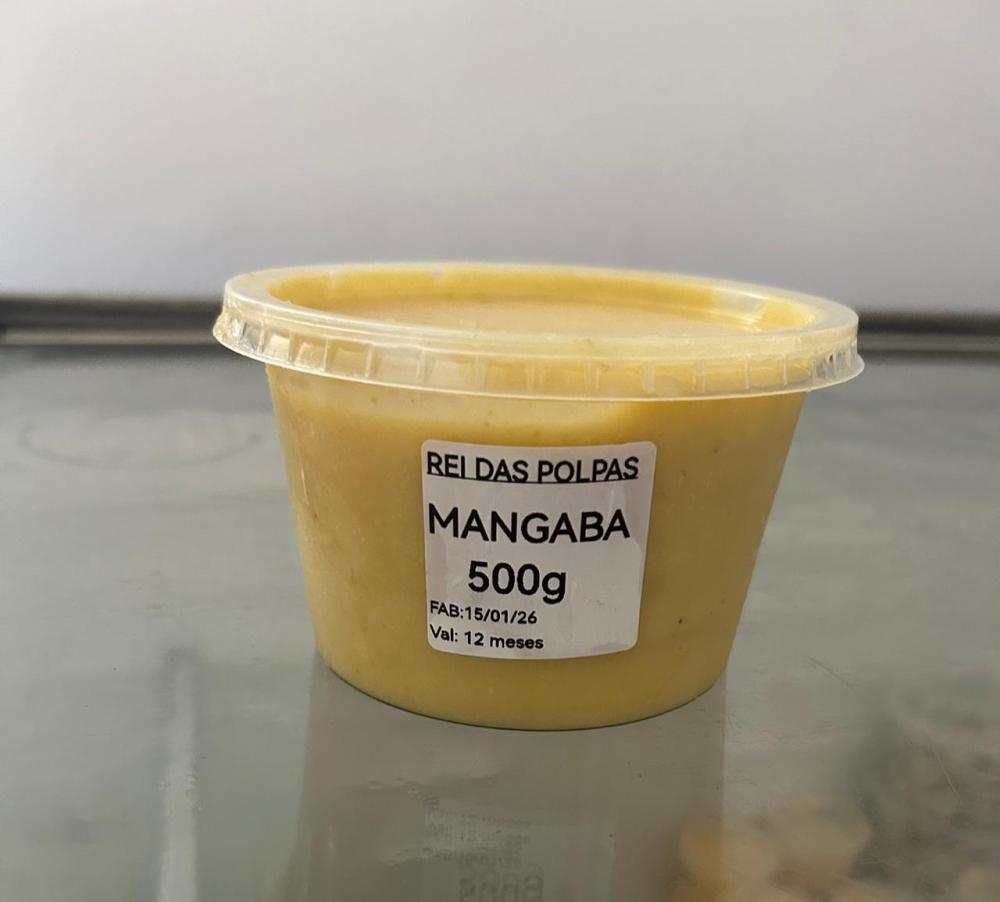 REI DAS POLPAS
MANGABA
500g
FAB:15/01/26
Val: 12 meses